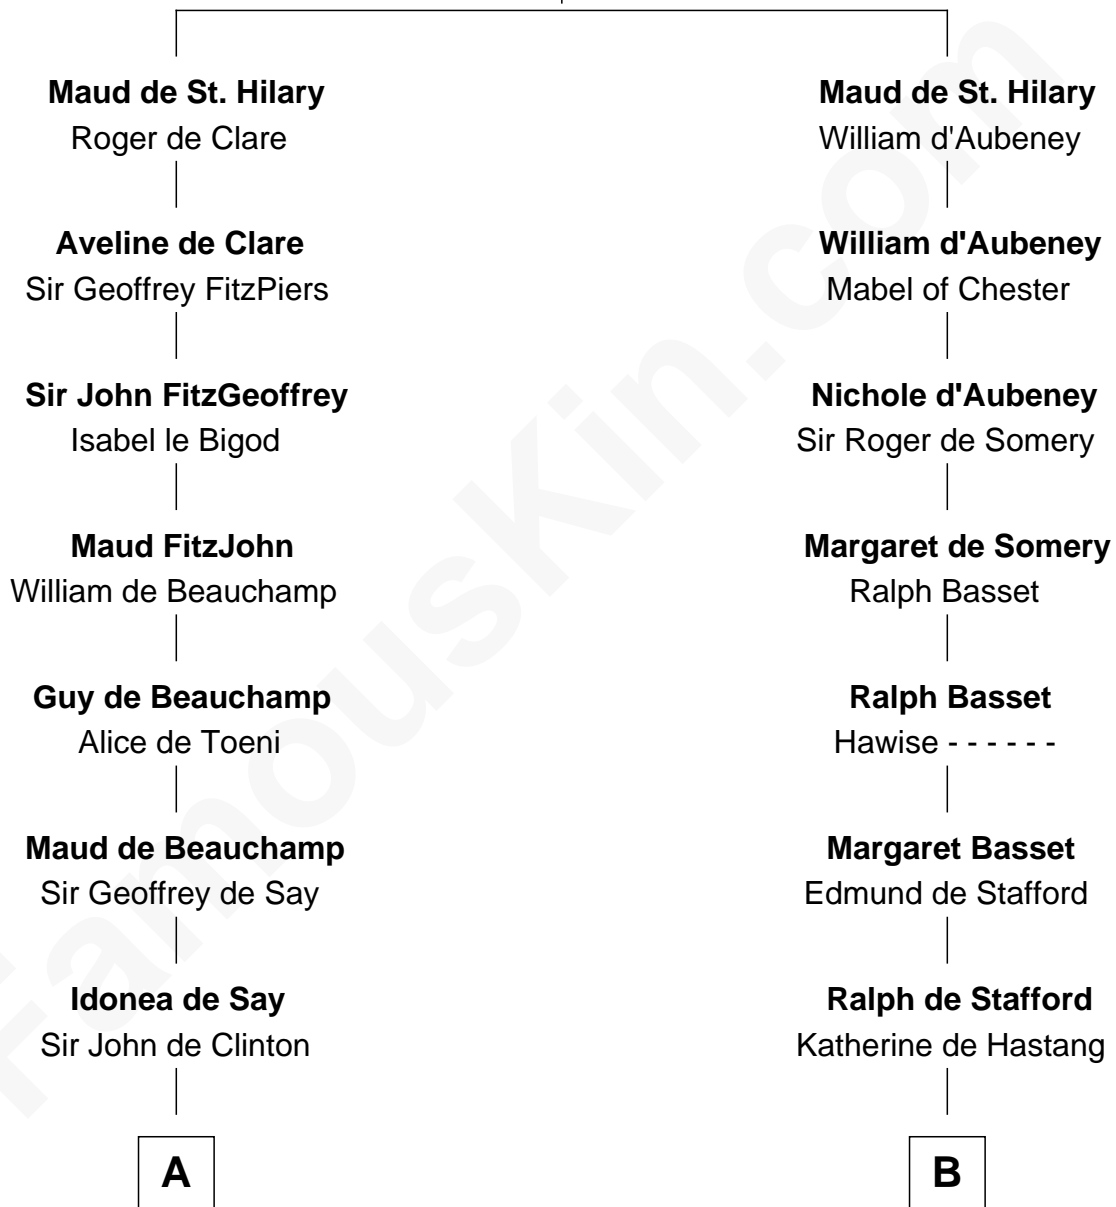 Maud de St. Hilary
Roger de Clare
Aveline de Clare
Sir Geoffrey FitzPiers
Sir John FitzGeoffrey
Isabel le Bigod
Maud FitzJohn
William de Beauchamp
Guy de Beauchamp
Alice de Toeni
Maud de Beauchamp
Sir Geoffrey de Say
Idonea de Say
Sir John de Clinton
A
Maud de St. Hilary
William d'Aubeney
William d'Aubeney
Mabel of Chester
Nichole d'Aubeney
Sir Roger de Somery
Margaret de Somery
Ralph Basset
Ralph Basset
Hawise - - - - - -
Margaret Basset
Edmund de Stafford
Ralph de Stafford
Katherine de Hastang
B
FamousKin.com